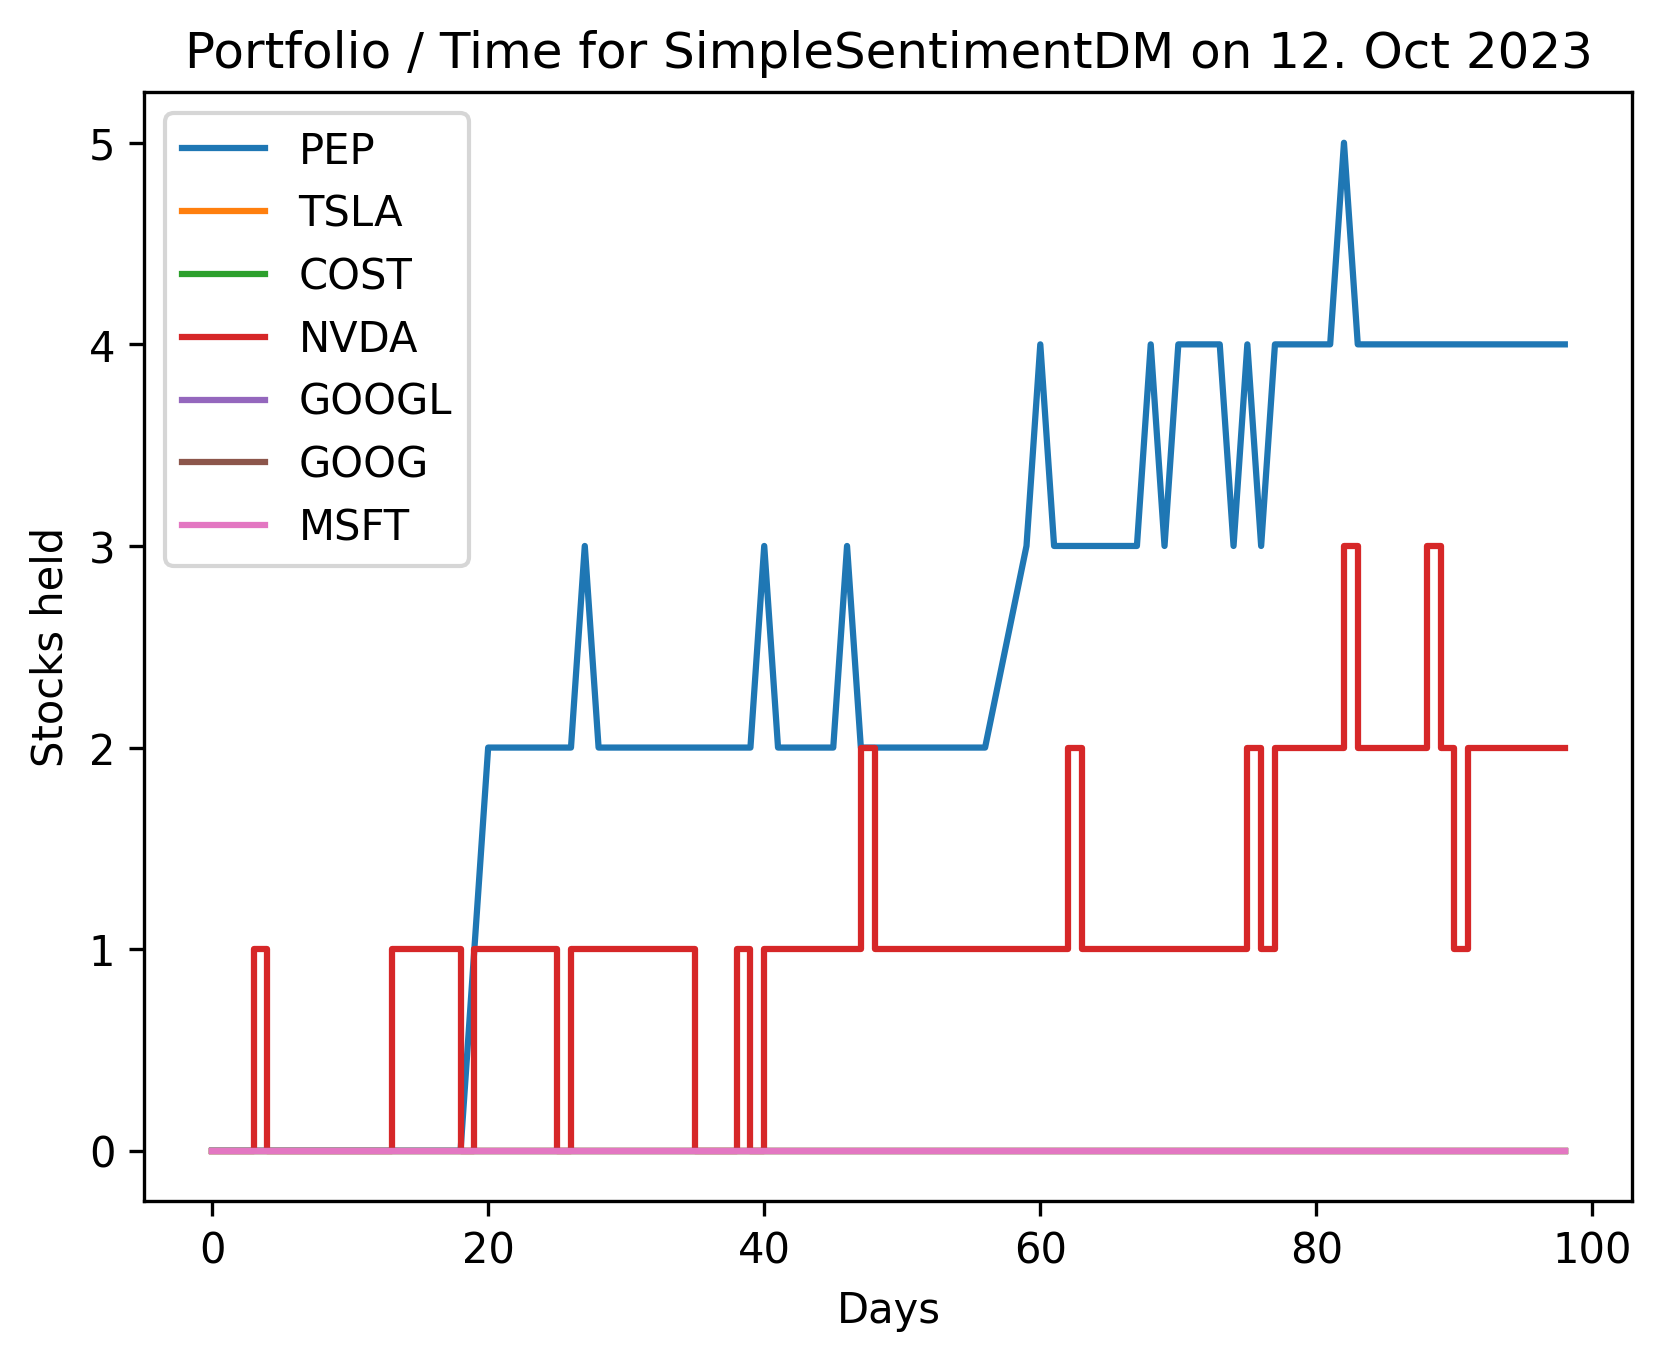 Portfolio / Time for SimpleSentimentDM on 12. Oct 2023
PEP
TSLA
COST
NVDA
GOOGL
GOOG
MSFT
Stocks held
5
4
3
2
1
0
0 20 40 60 80 100
Days